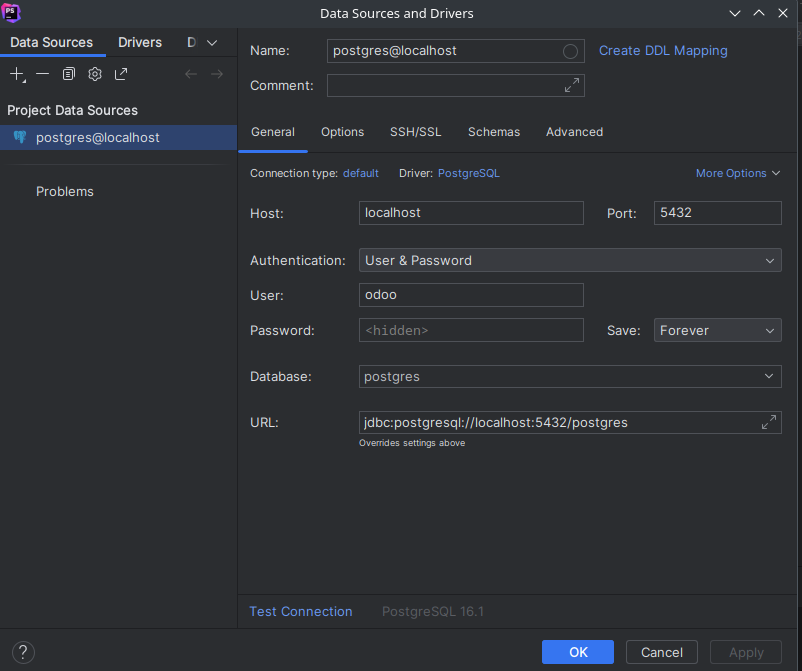 PS
Data Sources and Drivers
Data Sources Drivers D
Project Data Sources
postgres@localhost
Problems
?
Name: postgres@localhost Create DDL Mapping
Comment:
General Options SSH/SSL Schemas Advanced
Connection type: default Driver: PostgreSQL More Options
Host: localhost Port: 5432
Authentication: User & Password
User: odoo
Password: <hidden> Save: Forever
Database: postgres
URL: jdbc:postgresql://localhost:5432/postgres
Overrides settings above
Test Connection PostgreSQL 16.1
OK Cancel Apply